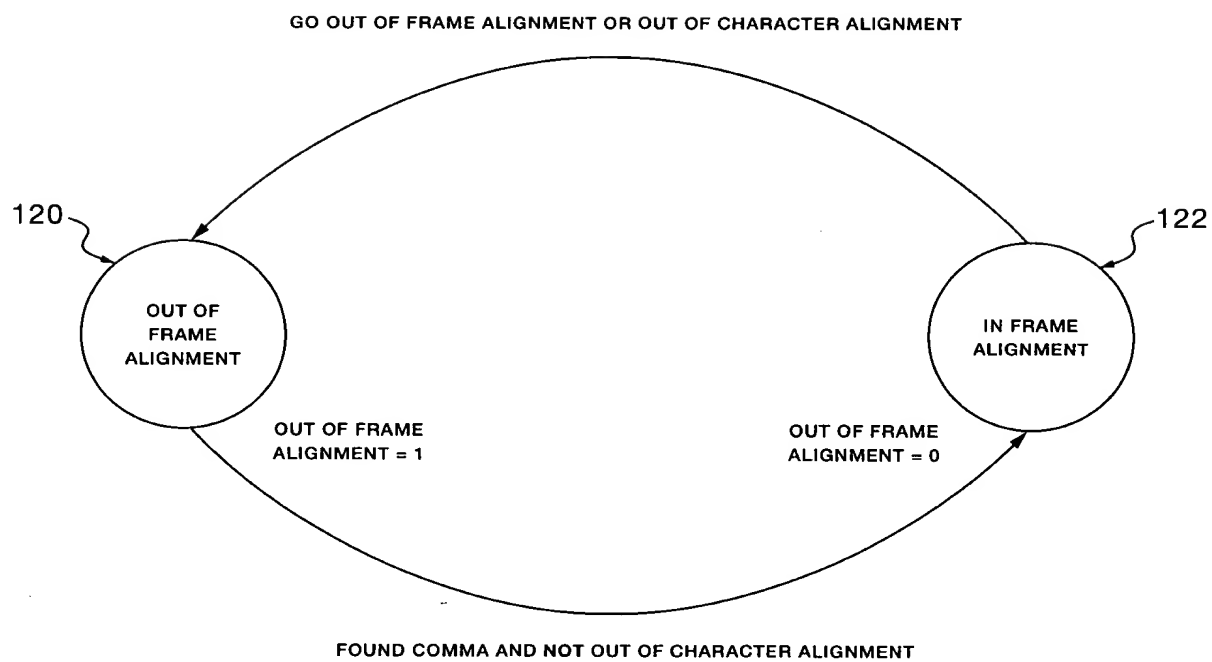 GO OUT OF FRAME ALIGNMENT OR OUT OF CHARACTER ALIGNMENT
120
122
OUT OF
FRAME
ALIGNMENT
IN FRAME
ALIGNMENT
OUT OF FRAME
ALIGNMENT = 1
OUT OF FRAME
ALIGNMENT = 0
FOUND COMMA AND NOT OUT OF CHARACTER ALIGNMENT